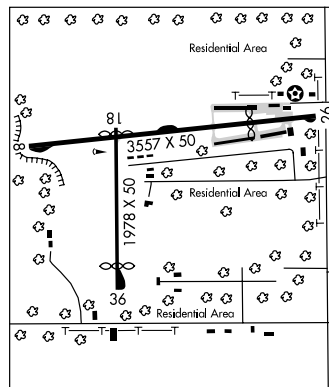 Residential Area
18
26
8
3557 X 50
1978 X 50
Residential Area
36
Residential Area